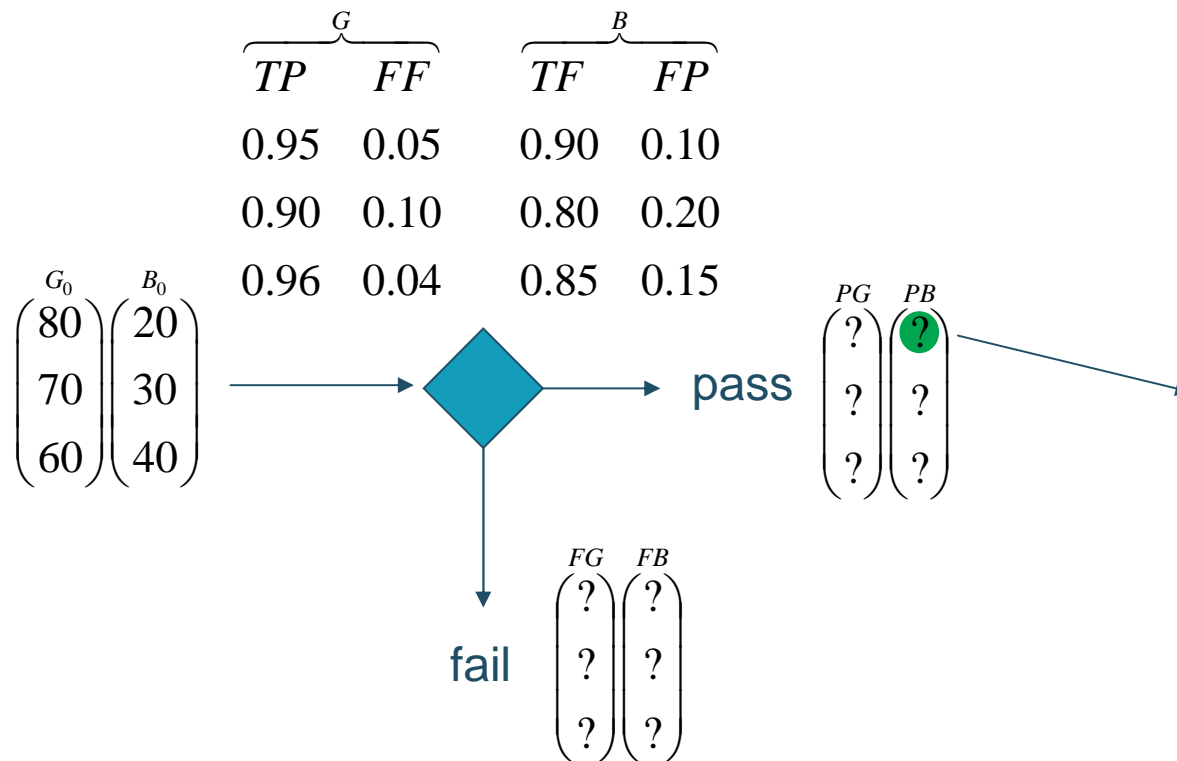 G B
TP FF TF FP
0.95 0.05 0.90 0.10
0.90 0.10 0.80 0.20
0.96 0.04 0.85 0.15
G₀ B₀
80 20
70 30
60 40
pass
PG PB
? ?
? ?
? ?
fail
FG FB
? ?
? ?
? ?